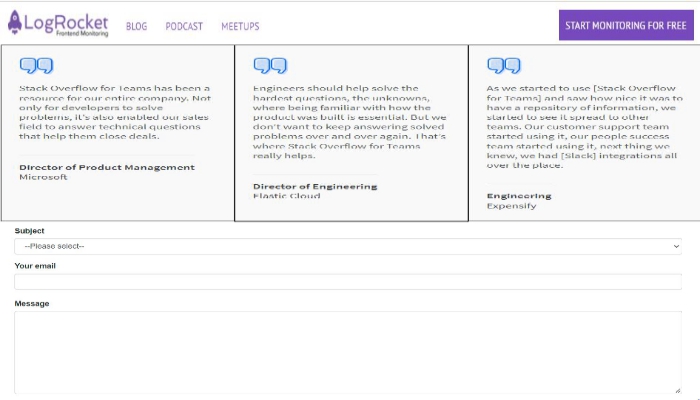 LogRocket
Frontend Monitoring
BLOG
PODCAST
MEETUPS
START MONITORING FOR FREE
Stack Overflow for Teams has been a
resource for our entire company. Not
only for developers to solve
problems, it's also enabled our sales
field to answer technical questions
that help them close deals.
Director of Product Management
Microsoft
Engineers should help solve the
hardest questions, the unknowns,
where being familiar with how the
product was built is essential. But we
don't want to keep answering solved
problems over and over again. That's
where Stack Overflow for Teams
really helps.
Director of Engineering
Elastic Cloud
As we started to use [Stack Overflow
for Teams] and saw how nice it was to
have a repository of information, we
started to see it spread to other
teams. Our customer support team
started using it, our people success
team started using it, next thing we
knew, we had [Slack] integrations all
over the place.
Engineering
Expensify
Subject
--Please select--
Your email
Message